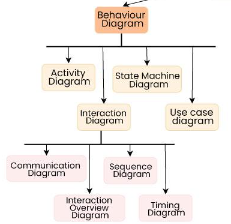 Behaviour
Diagram
Activity
Diagram
State Machine
Diagram
Interaction
Diagram
Use case
diagram
Communication
Diagram
Sequence
Diagram
Interaction
Overview
Diagram
Timing
Diagram